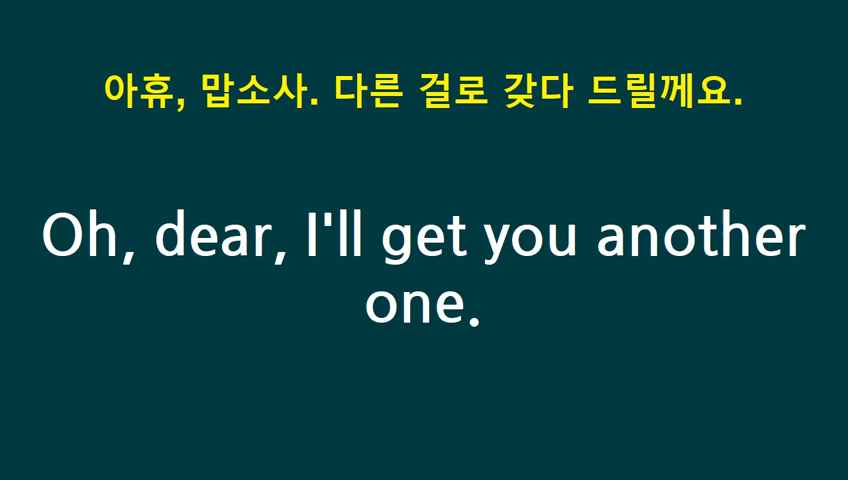 아휴, 맙소사. 다른 걸로 갖다 드릴께요.
Oh, dear, I'll get you another
one.